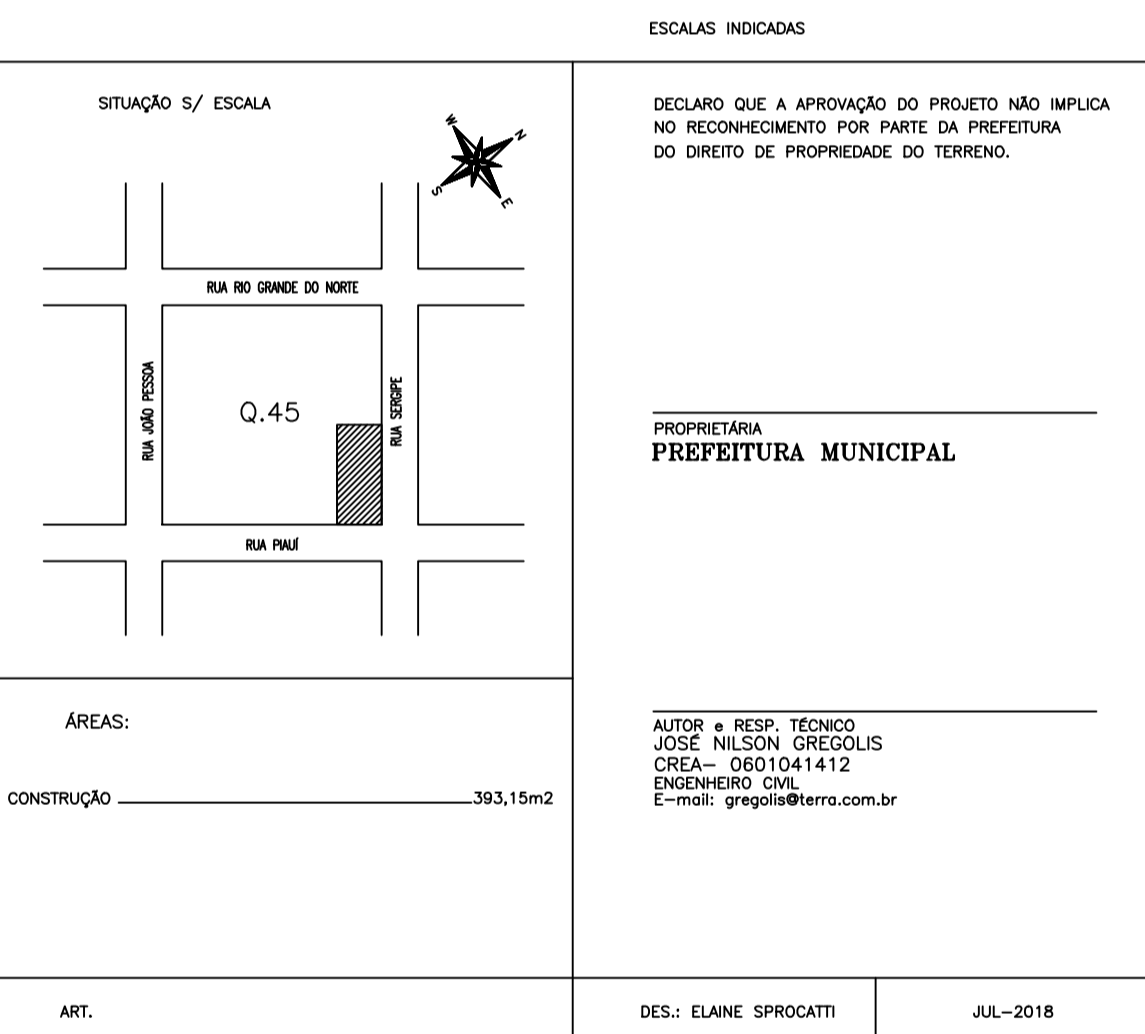 ESCALAS INDICADAS
SITUAÇÃO S/ ESCALA
W
N
S
E
RUA RIO GRANDE DO NORTE
RUA JOÃO PESSOA
Q.45
RUA SERGIPE
RUA PIAUÍ
DECLARO QUE A APROVAÇÃO DO PROJETO NÃO IMPLICA
NO RECONHECIMENTO POR PARTE DA PREFEITURA
DO DIREITO DE PROPRIEDADE DO TERRENO.
PROPRIETÁRIA
PREFEITURA MUNICIPAL
ÁREAS:
CONSTRUÇÃO 393,15m2
AUTOR e RESP. TÉCNICO
JOSÉ NILSON GREGOLIS
CREA- 0601041412
ENGENHEIRO CIVIL
E-mail: gregolis@terra.com.br
ART.
DES.: ELAINE SPROCATTI
JUL-2018